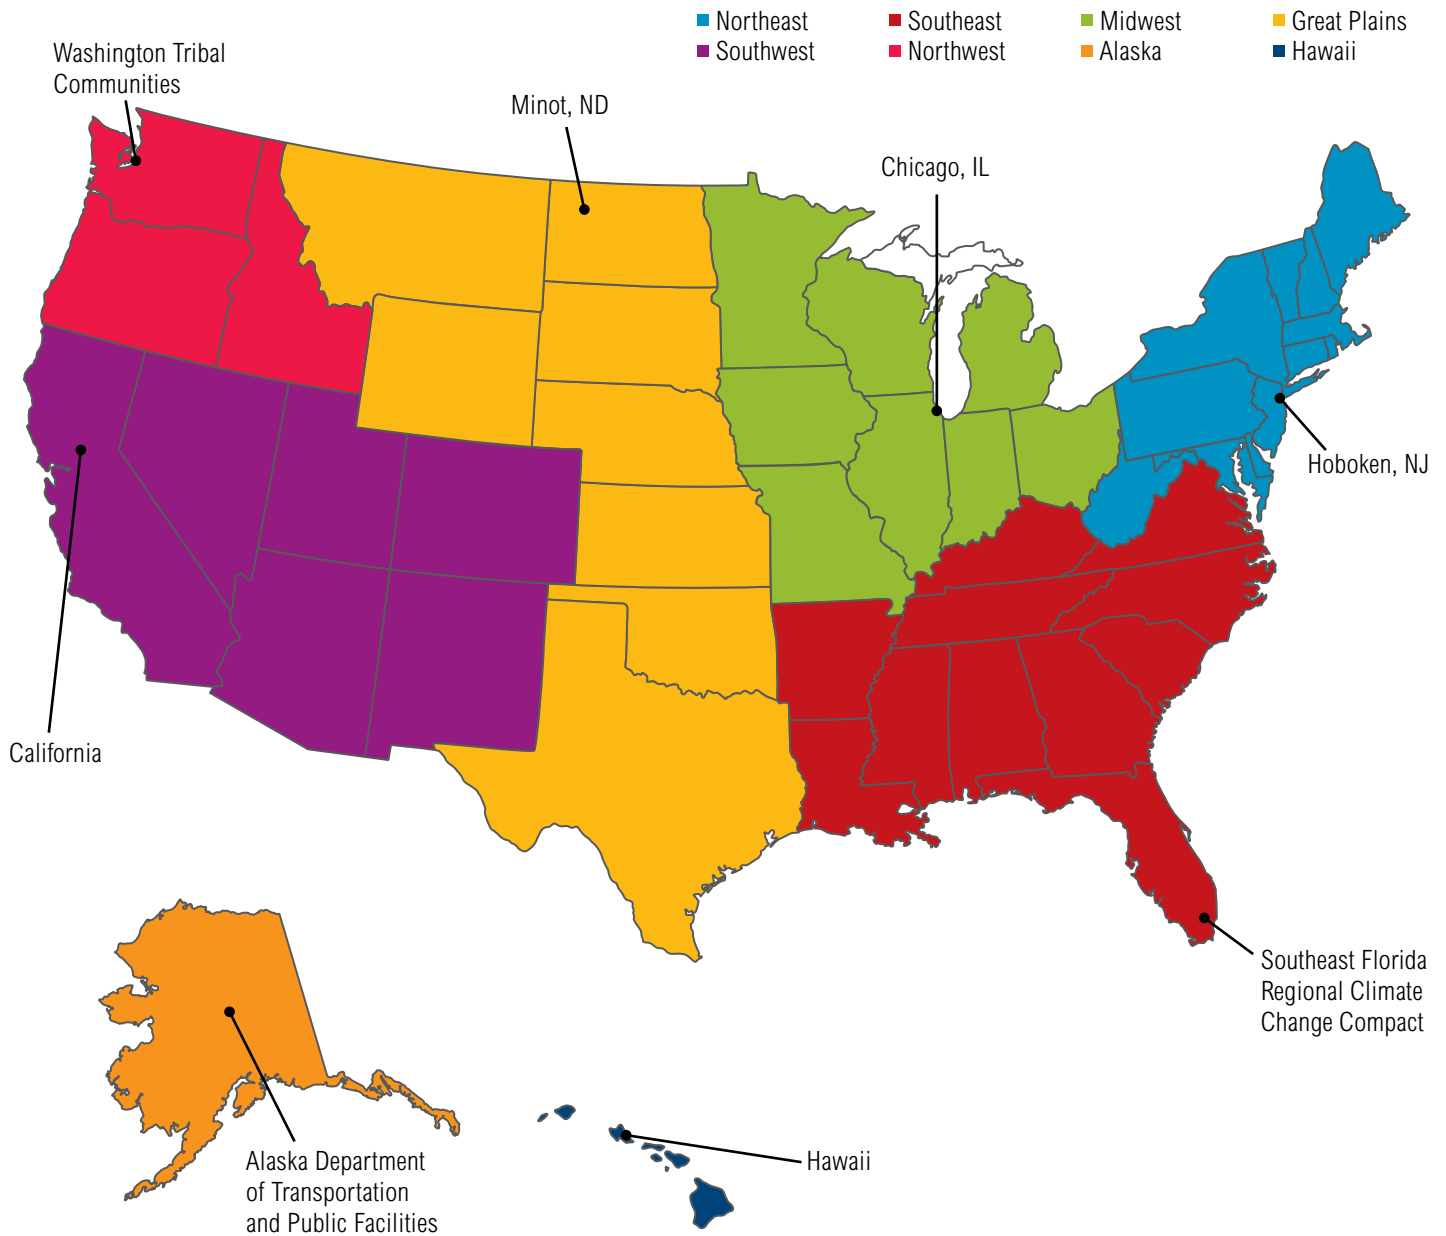 Northeast
Southeast
Midwest
Great Plains
Southwest
Northwest
Alaska
Hawaii
Washington Tribal
Communities
Minot, ND
Chicago, IL
Hoboken, NJ
California
Southeast Florida
Regional Climate
Change Compact
Alaska Department
of Transportation
and Public Facilities
Hawaii